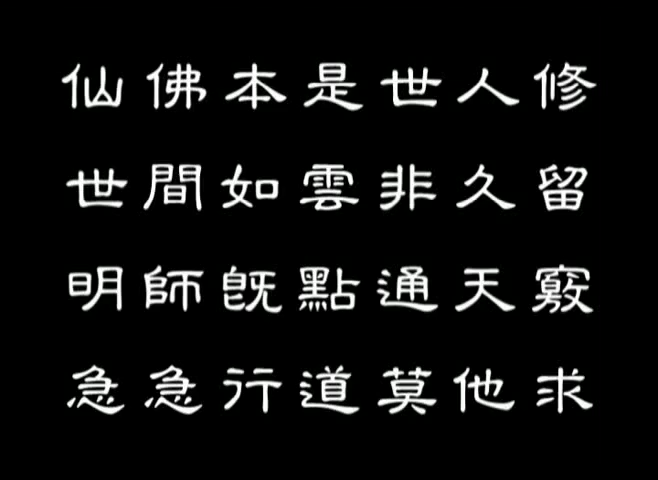 仙佛本是世人修
世間如雲非久留
明師既點通天竅
急急行道莫他求